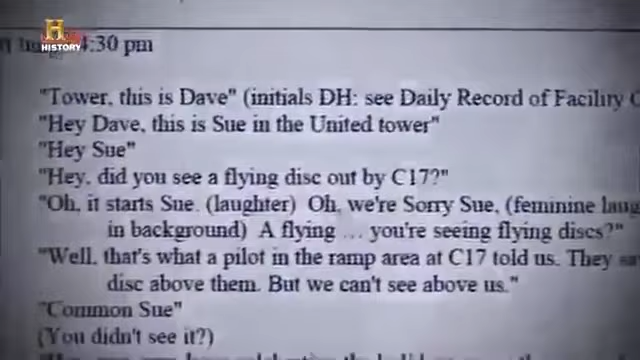 H
HISTORY
4:30 pm
"Tower, this is Dave" (initials DH: see Daily Record of Facility
"Hey Dave, this is Sue in the United tower"
"Hey Sue"
"Hey, did you see a flying disc out by C17?"
"Oh, it starts Sue. (laughter) Oh, we're Sorry Sue, (feminine laug
in background) A flying … you're seeing flying discs?"
"Well, that's what a pilot in the ramp area at C17 told us. They sa
disc above them. But we can't see above us."
"Common Sue"
(You didn't see it?)